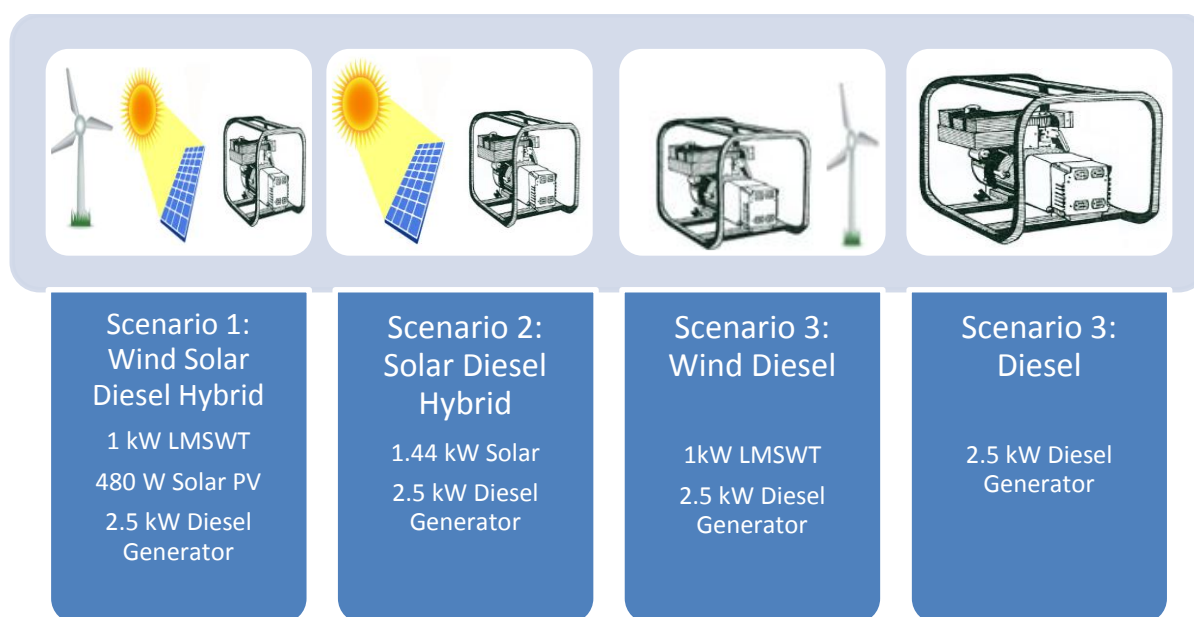 Scenario 1:
Wind Solar
Diesel Hybrid
1 kW LMSWT
480 W Solar PV
2.5 kW Diesel
Generator
Scenario 2:
Solar Diesel
Hybrid
1.44 kW Solar
2.5 kW Diesel
Generator
Scenario 3:
Wind Diesel
1kW LMSWT
2.5 kW Diesel
Generator
Scenario 3:
Diesel
2.5 kW Diesel
Generator